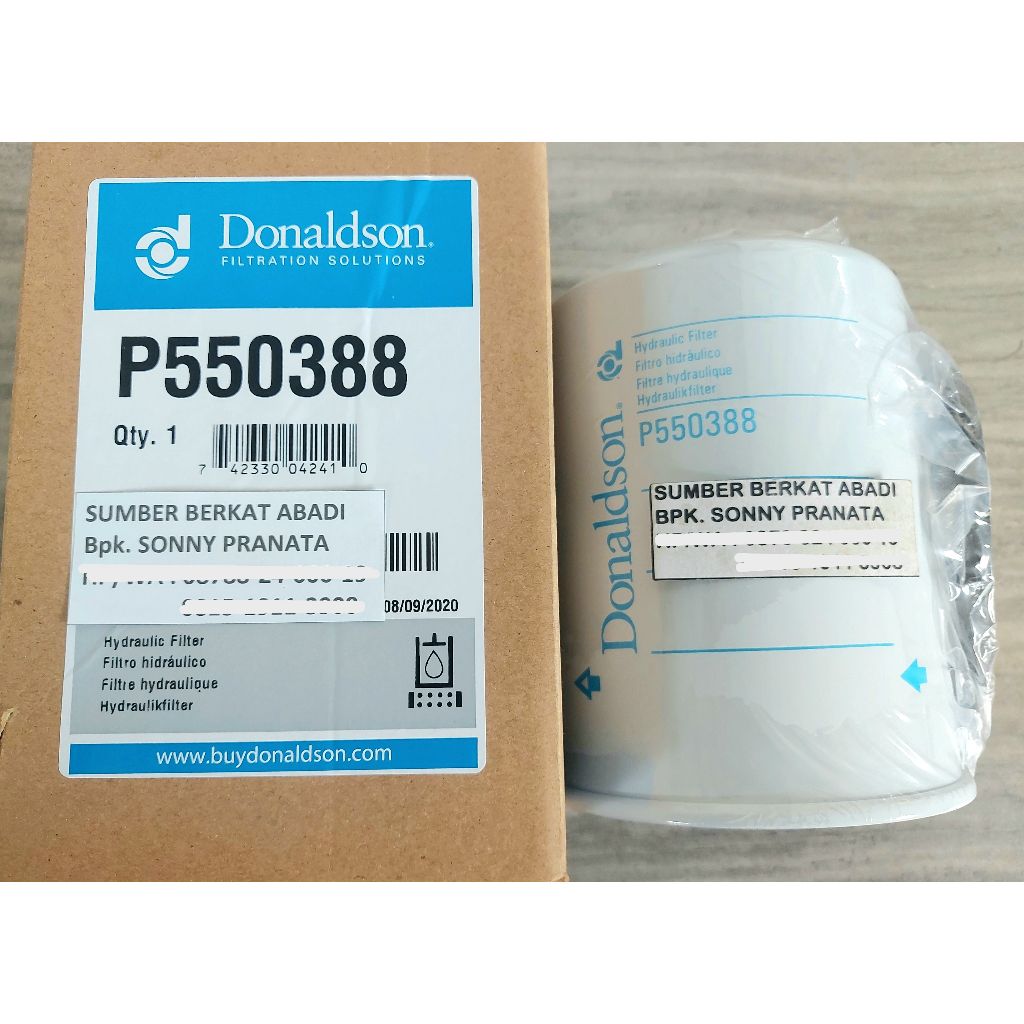 Donaldson®
FILTRATION SOLUTIONS
P550388
Qty. 1
7 42330 04241 0
SUMBER BERKAT ABADI
Bpk. SONNY PRANATA
08/09/2020
Hydraulic Filter
Filtro hidráulico
Filtre hydraulique
Hydraulikfilter
www.buydonaldson.com
Donaldson®
Hydraulic Filter
Filtro hidráulico
Filtre hydraulique
Hydraulikfilter
P550388
SUMBER BERKAT ABADI
BPK. SONNY PRANATA